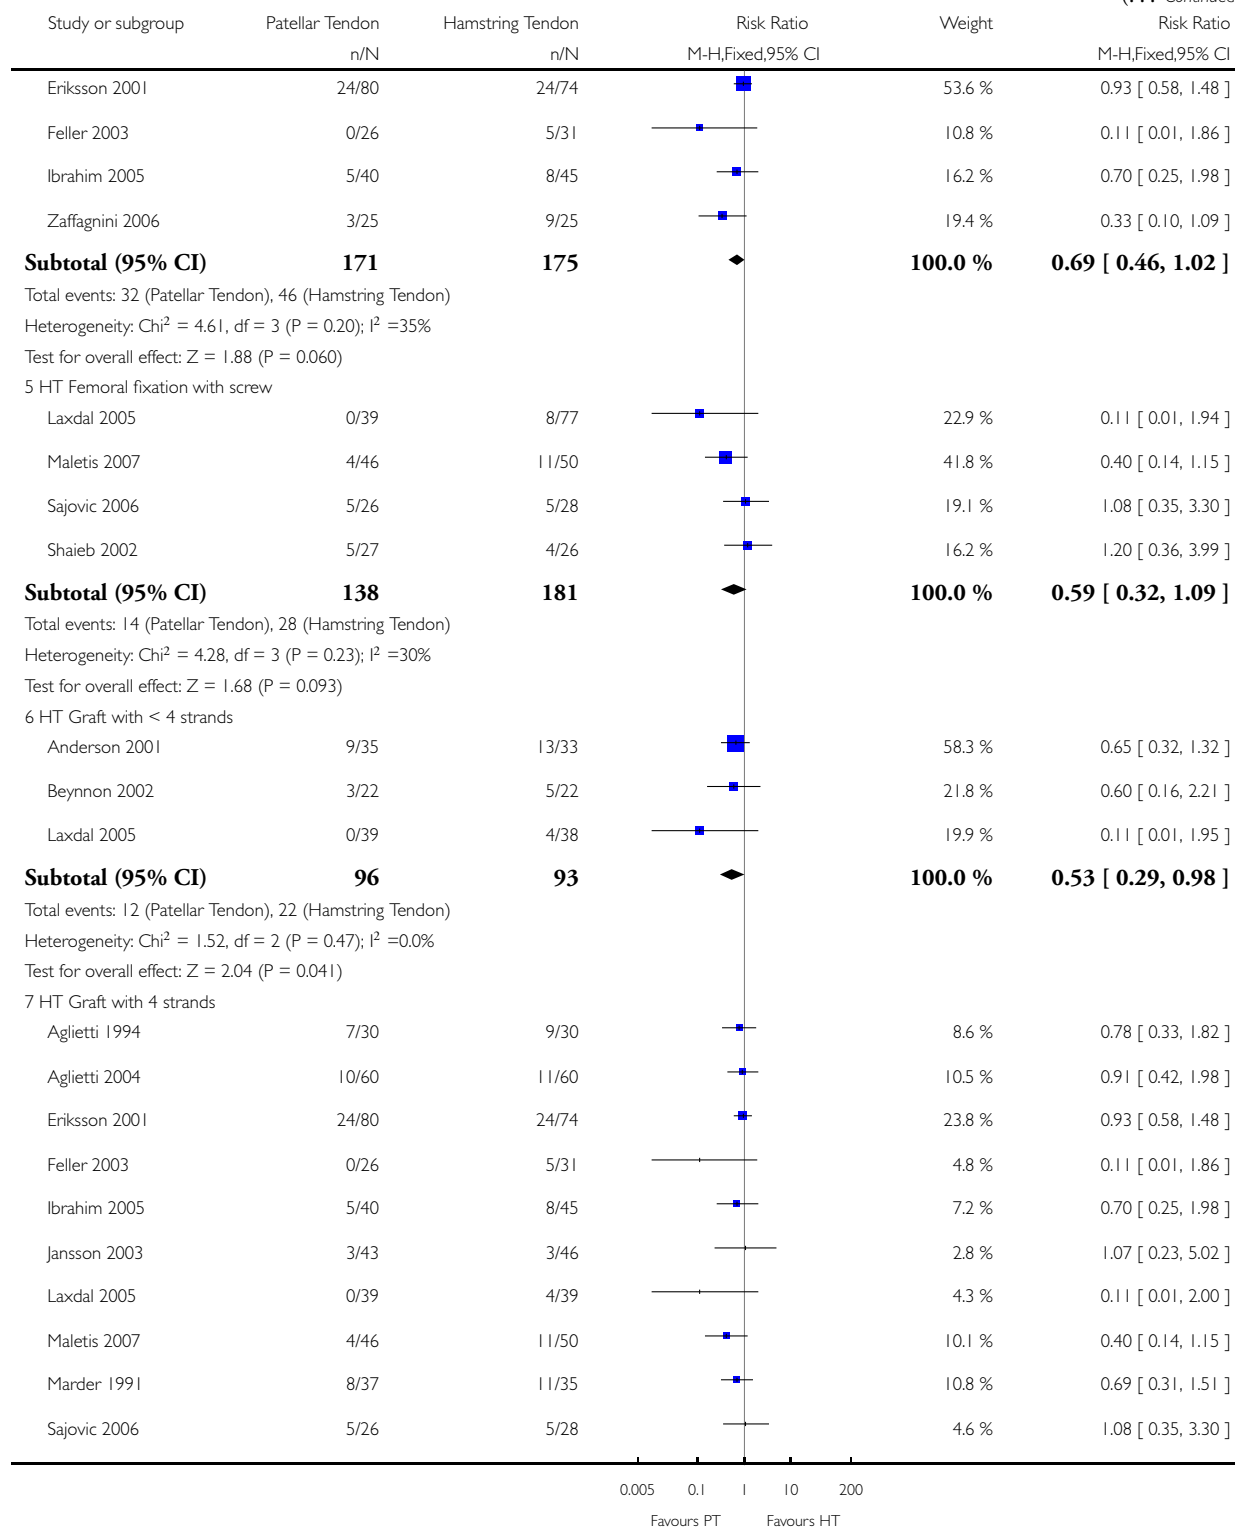 (. . . Continued
Study or subgroup Patellar Tendon Hamstring Tendon Risk Ratio Weight Risk Ratio
n/N n/N M-H,Fixed,95% CI M-H,Fixed,95% CI
Eriksson 2001 24/80 24/74 53.6 % 0.93 [ 0.58, 1.48 ]
Feller 2003 0/26 5/31 10.8 % 0.11 [ 0.01, 1.86 ]
Ibrahim 2005 5/40 8/45 16.2 % 0.70 [ 0.25, 1.98 ]
Zaffagnini 2006 3/25 9/25 19.4 % 0.33 [ 0.10, 1.09 ]
Subtotal (95% CI) 171 175 100.0 % 0.69 [ 0.46, 1.02 ]
Total events: 32 (Patellar Tendon), 46 (Hamstring Tendon)
Heterogeneity: Chi² = 4.61, df = 3 (P = 0.20); I² =35%
Test for overall effect: Z = 1.88 (P = 0.060)
5 HT Femoral fixation with screw
Laxdal 2005 0/39 8/77 22.9 % 0.11 [ 0.01, 1.94 ]
Maletis 2007 4/46 11/50 41.8 % 0.40 [ 0.14, 1.15 ]
Sajovic 2006 5/26 5/28 19.1 % 1.08 [ 0.35, 3.30 ]
Shaieb 2002 5/27 4/26 16.2 % 1.20 [ 0.36, 3.99 ]
Subtotal (95% CI) 138 181 100.0 % 0.59 [ 0.32, 1.09 ]
Total events: 14 (Patellar Tendon), 28 (Hamstring Tendon)
Heterogeneity: Chi² = 4.28, df = 3 (P = 0.23); I² =30%
Test for overall effect: Z = 1.68 (P = 0.093)
6 HT Graft with < 4 strands
Anderson 2001 9/35 13/33 58.3 % 0.65 [ 0.32, 1.32 ]
Beynnon 2002 3/22 5/22 21.8 % 0.60 [ 0.16, 2.21 ]
Laxdal 2005 0/39 4/38 19.9 % 0.11 [ 0.01, 1.95 ]
Subtotal (95% CI) 96 93 100.0 % 0.53 [ 0.29, 0.98 ]
Total events: 12 (Patellar Tendon), 22 (Hamstring Tendon)
Heterogeneity: Chi² = 1.52, df = 2 (P = 0.47); I² =0.0%
Test for overall effect: Z = 2.04 (P = 0.041)
7 HT Graft with 4 strands
Aglietti 1994 7/30 9/30 8.6 % 0.78 [ 0.33, 1.82 ]
Aglietti 2004 10/60 11/60 10.5 % 0.91 [ 0.42, 1.98 ]
Eriksson 2001 24/80 24/74 23.8 % 0.93 [ 0.58, 1.48 ]
Feller 2003 0/26 5/31 4.8 % 0.11 [ 0.01, 1.86 ]
Ibrahim 2005 5/40 8/45 7.2 % 0.70 [ 0.25, 1.98 ]
Jansson 2003 3/43 3/46 2.8 % 1.07 [ 0.23, 5.02 ]
Laxdal 2005 0/39 4/39 4.3 % 0.11 [ 0.01, 2.00 ]
Maletis 2007 4/46 11/50 10.1 % 0.40 [ 0.14, 1.15 ]
Marder 1991 8/37 11/35 10.8 % 0.69 [ 0.31, 1.51 ]
Sajovic 2006 5/26 5/28 4.6 % 1.08 [ 0.35, 3.30 ]
0.005 0.1 1 10 200
Favours PT Favours HT